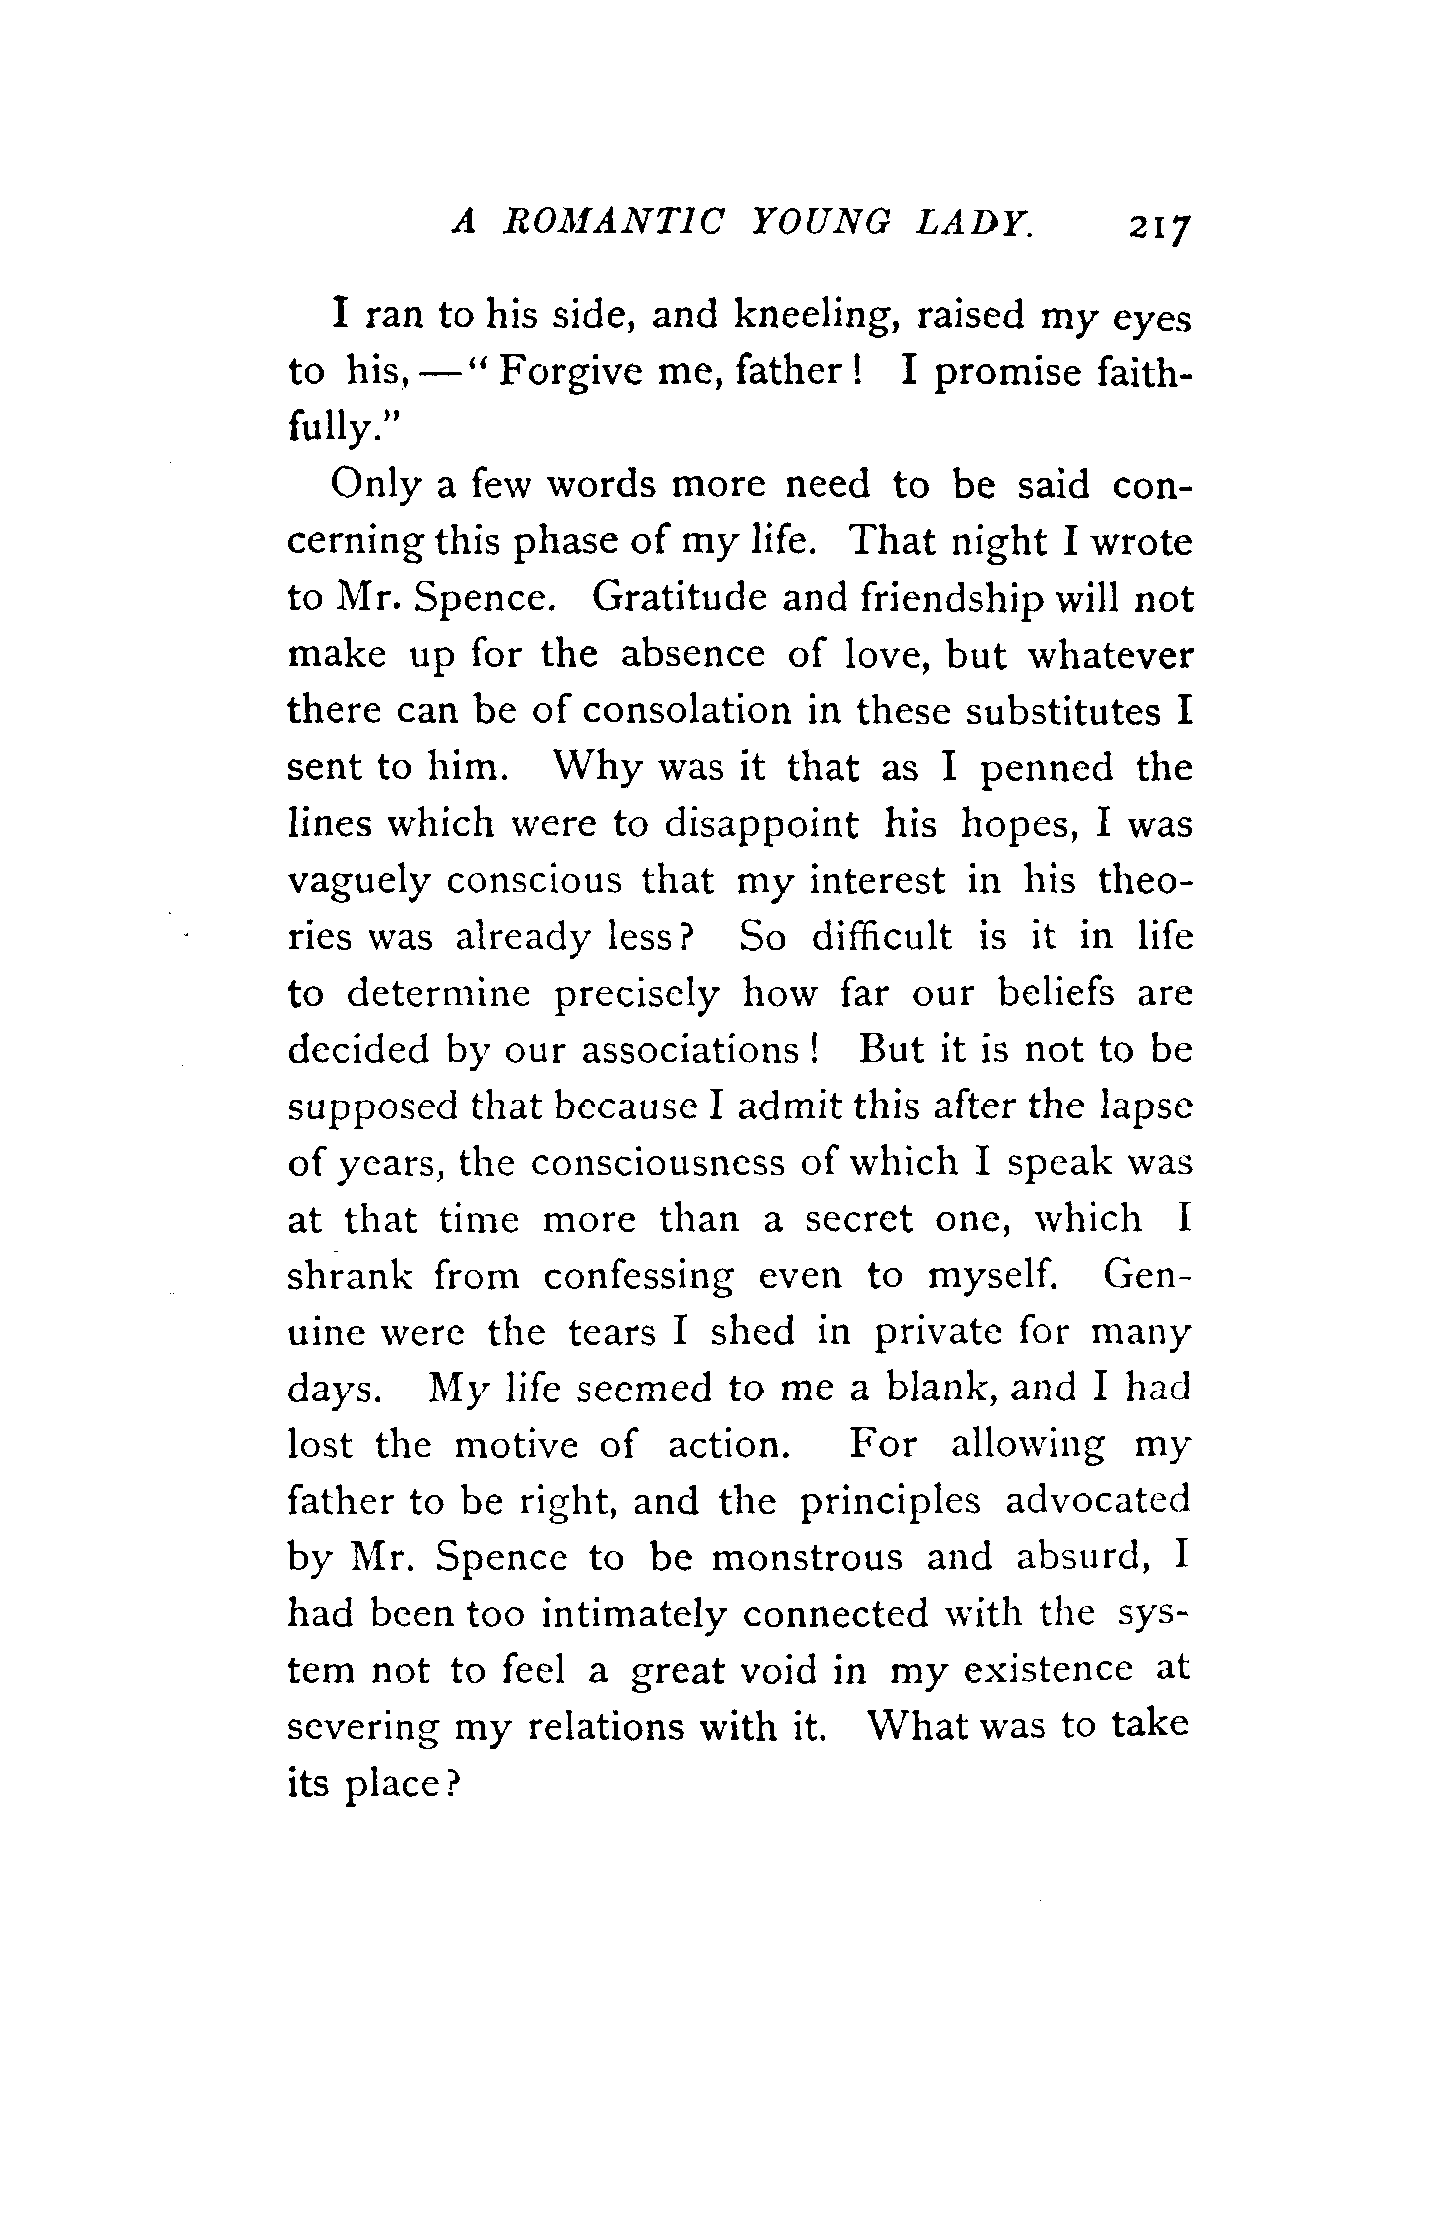 A ROMANTIC YOUNG LADY. 217
I ran to his side, and kneeling, raised my eyes
to his, — “ Forgive me, father ! I promise faith-
fully.”
Only a few words more need to be said con-
cerning this phase of my life. That night I wrote
to Mr. Spence. Gratitude and friendship will not
make up for the absence of love, but whatever
there can be of consolation in these substitutes I
sent to him. Why was it that as I penned the
lines which were to disappoint his hopes, I was
vaguely conscious that my interest in his theo-
ries was already less ? So difficult is it in life
to determine precisely how far our beliefs are
decided by our associations ! But it is not to be
supposed that because I admit this after the lapse
of years, the consciousness of which I speak was
at that time more than a secret one, which I
shrank from confessing even to myself. Gen-
uine were the tears I shed in private for many
days. My life seemed to me a blank, and I had
lost the motive of action. For allowing my
father to be right, and the principles advocated
by Mr. Spence to be monstrous and absurd, I
had been too intimately connected with the sys-
tem not to feel a great void in my existence at
severing my relations with it. What was to take
its place ?